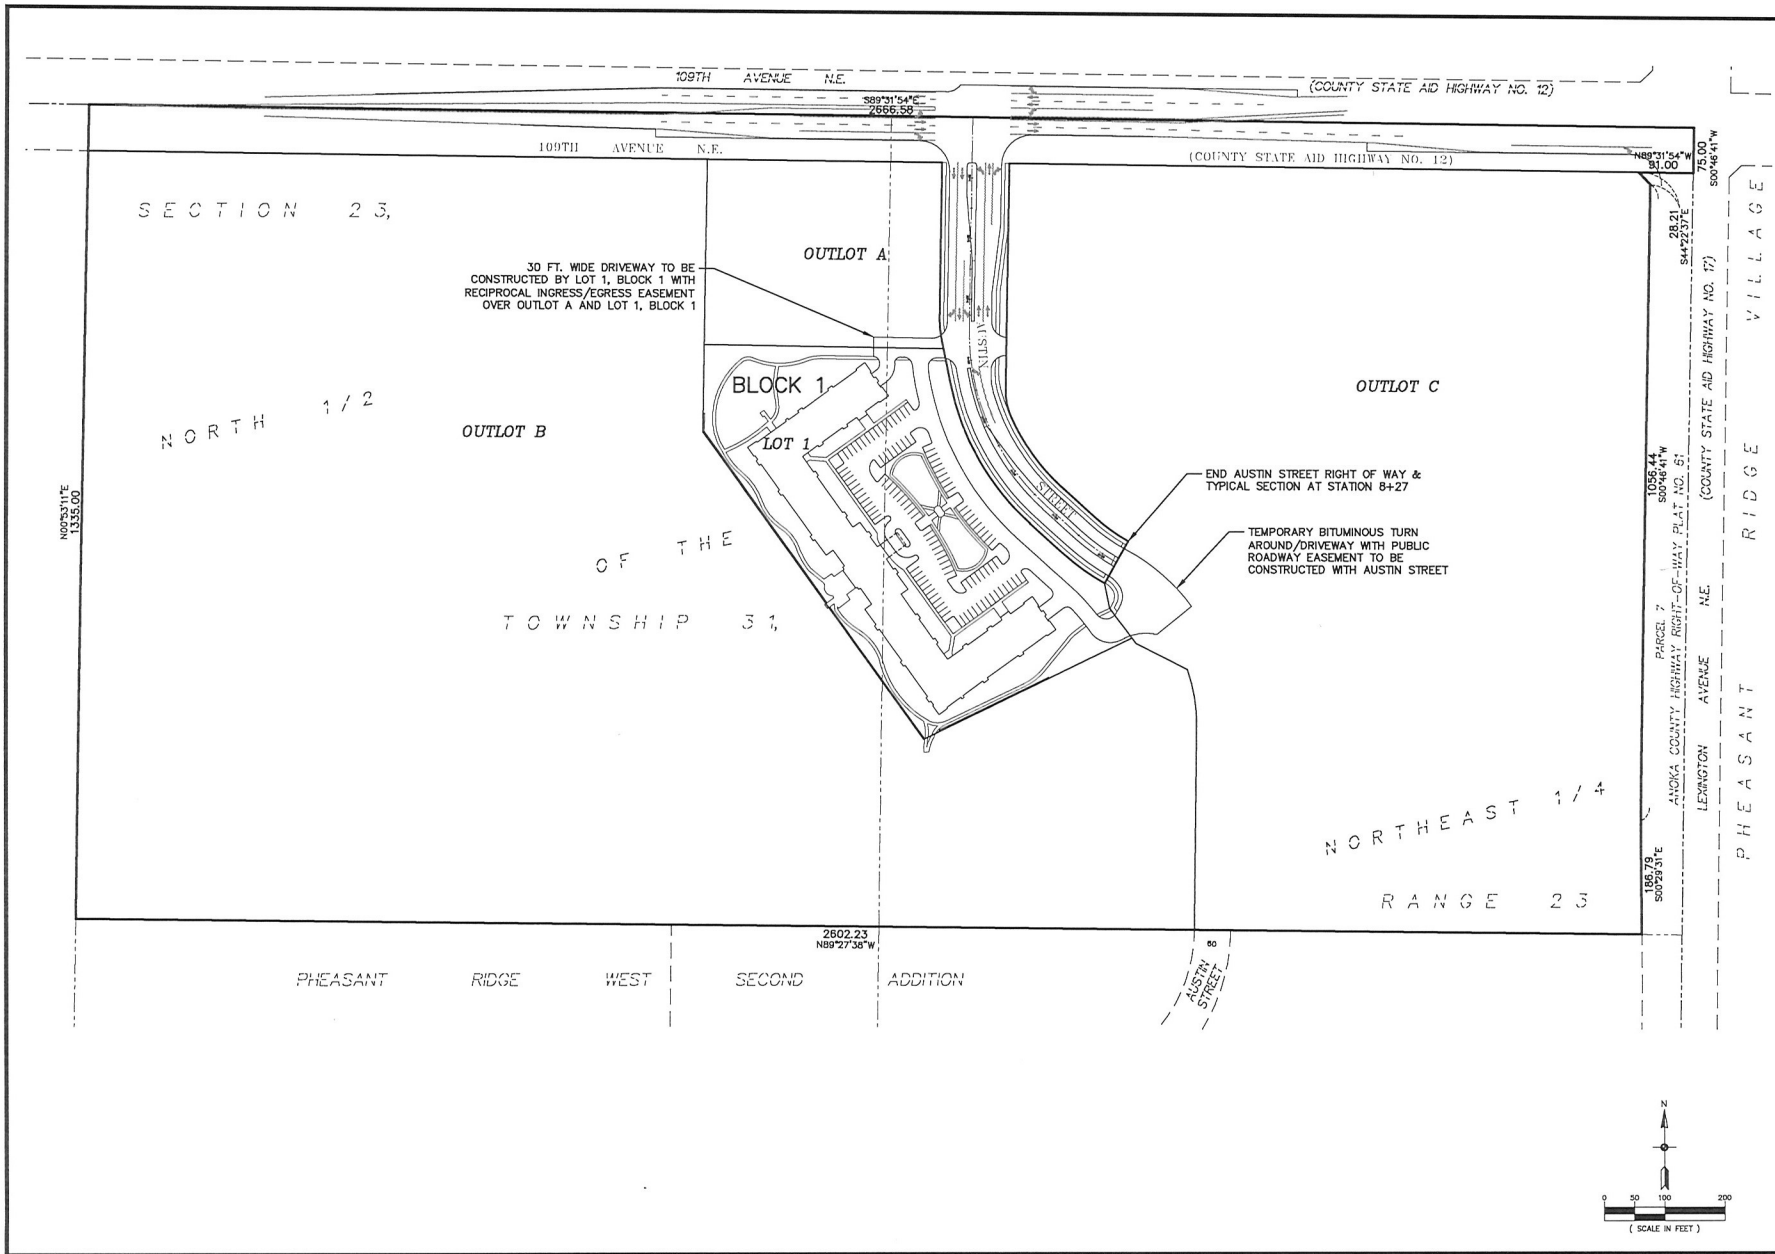 109TH AVENUE N.E.
(COUNTY STATE AID HIGHWAY NO. 12)
S89°31'54"E
2666.58
109TH AVENUE N.E.
(COUNTY STATE AID HIGHWAY NO. 12)
N89°31'54"W
91.00
75.00
S00°46'41"W
SECTION 23,
OUTLOT A
28.21
S44°22'37"E
30 FT. WIDE DRIVEWAY TO BE
CONSTRUCTED BY LOT 1, BLOCK 1 WITH
RECIPROCAL INGRESS/EGRESS EASEMENT
OVER OUTLOT A AND LOT 1, BLOCK 1
AUSTIN
STREET
BLOCK 1
LOT 1
OUTLOT C
NORTH 1/2
OUTLOT B
N00°53'11"E
1335.00
END AUSTIN STREET RIGHT OF WAY &
TYPICAL SECTION AT STATION 8+27
TEMPORARY BITUMINOUS TURN
AROUND/DRIVEWAY WITH PUBLIC
ROADWAY EASEMENT TO BE
CONSTRUCTED WITH AUSTIN STREET
1056.44
S00°46'41"W
OF THE
TOWNSHIP 31,
PARCEL 7
ANOKA COUNTY HIGHWAY RIGHT-OF-WAY PLAT NO. 61
LEXINGTON AVENUE N.E. (COUNTY STATE AID HIGHWAY NO. 17)
PHEASANT RIDGE VILLAGE
NORTHEAST 1/4
186.79
S00°29'31"E
RANGE 23
2602.23
N89°27'38"W
60
PHEASANT RIDGE WEST SECOND ADDITION
AUSTIN
STREET
N
0 50 100 200
( SCALE IN FEET )